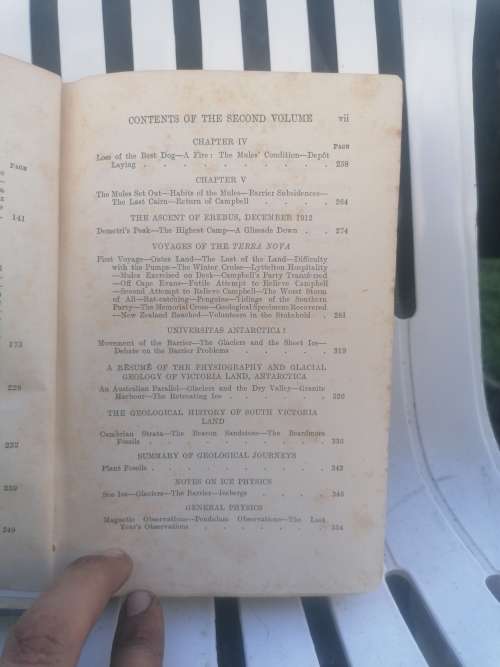 PAGE
141
173
228
232
239
249
CONTENTS OF THE SECOND VOLUME vii
CHAPTER IV
PAGE
Loss of the Best Dog—A Fire: The Mules' Condition—Depôt
Laying . . . . . . . . . 258
CHAPTER V
The Mules Set Out—Habits of the Mules—Barrier Subsidences—
The Last Cairn—Return of Campbell . . . . . 264
THE ASCENT OF EREBUS, DECEMBER 1912
Demetri's Peak—The Highest Camp—A Glissade Down . . 274
VOYAGES OF THE TERRA NOVA
First Voyage—Oates Land—The Last of the Land—Difficulty
with the Pumps—The Winter Cruise—Lyttelton Hospitality
—Mules Exercised on Deck—Campbell's Party Transferred
—Off Cape Evans—Futile Attempt to Relieve Campbell
—Second Attempt to Relieve Campbell—The Worst Storm
of All—Rat-catching—Penguins—Tidings of the Southern
Party—The Memorial Cross—Geological Specimens Recovered
—New Zealand Reached—Volunteers in the Stokehold . 281
UNIVERSITAS ANTARCTICA!
Movement of the Barrier—The Glaciers and the Shelf Ice—
Debate on the Barrier Problems . . . . . 319
A RÉSUMÉ OF THE PHYSIOGRAPHY AND GLACIAL
GEOLOGY OF VICTORIA LAND, ANTARCTICA
An Australian Parallel—Glaciers and the Dry Valley—Granite
Harbour—The Retreating Ice . . . . . . 326
THE GEOLOGICAL HISTORY OF SOUTH VICTORIA
LAND
Cambrian Strata—The Beacon Sandstone—The Beardmore
Fossils . . . . . . . . . 336
SUMMARY OF GEOLOGICAL JOURNEYS
Plant Fossils . . . . . . . . . 342
NOTES ON ICE PHYSICS
Sea Ice—Glaciers—The Barrier—Icebergs . . . . 346
GENERAL PHYSICS
Magnetic Observations—Pendulum Observations—The Last
Year's Observations . . . . . . . 354